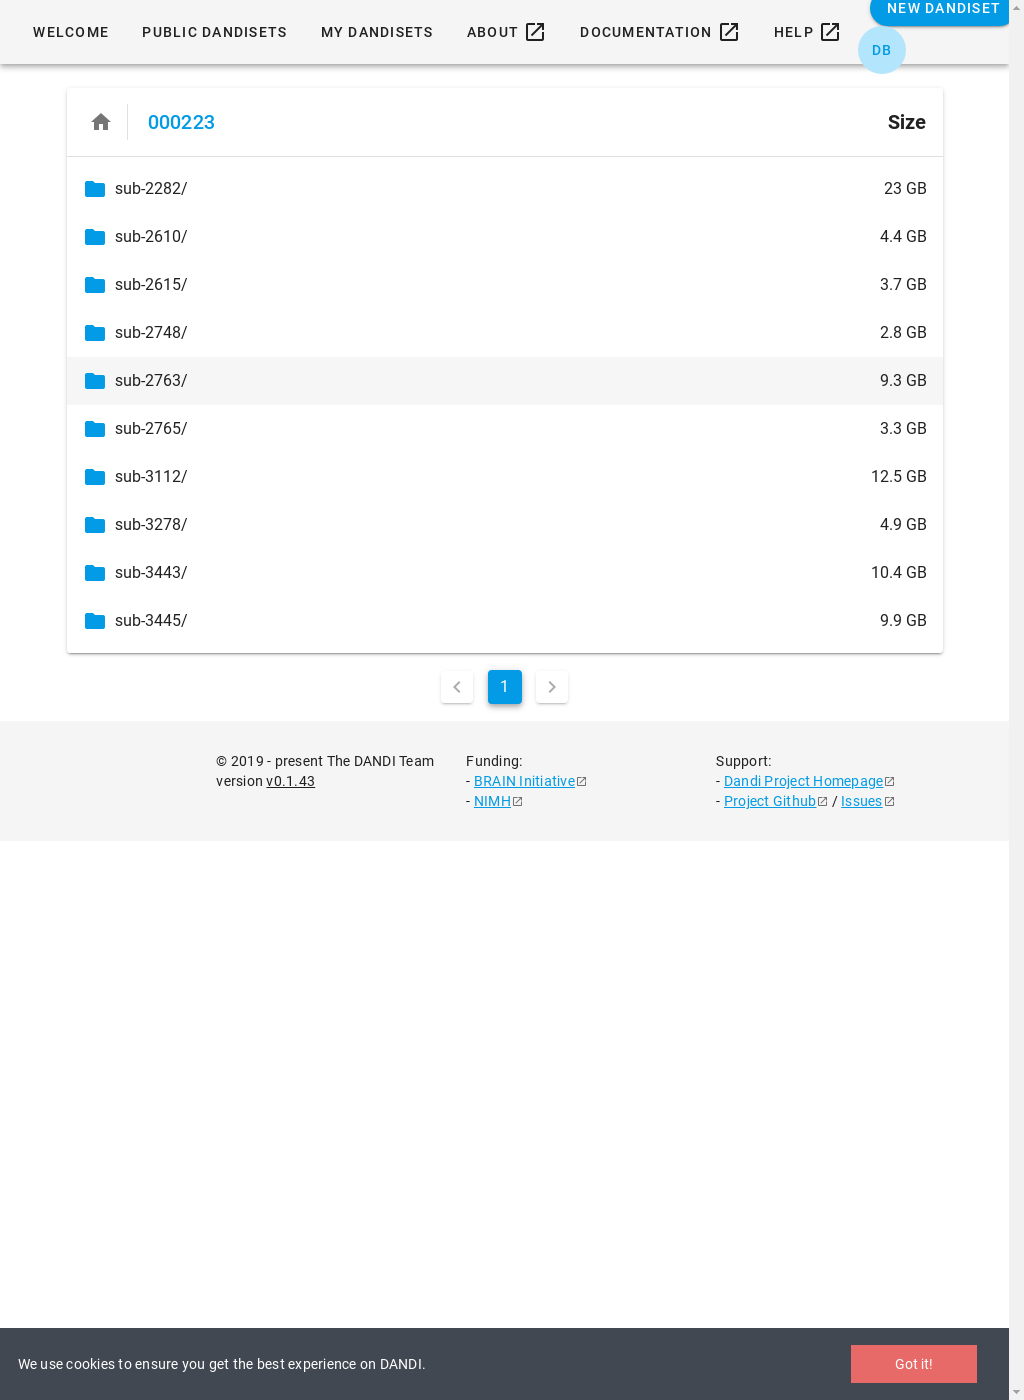 NEW DANDISET
WELCOME PUBLIC DANDISETS MY DANDISETS ABOUT DOCUMENTATION HELP
DB
000223 Size
sub-2282/ 23 GB
sub-2610/ 4.4 GB
sub-2615/ 3.7 GB
sub-2748/ 2.8 GB
sub-2763/ 9.3 GB
sub-2765/ 3.3 GB
sub-3112/ 12.5 GB
sub-3278/ 4.9 GB
sub-3443/ 10.4 GB
sub-3445/ 9.9 GB
1
© 2019 - present The DANDI Team
version v0.1.43
Funding:
- BRAIN Initiative
- NIMH
Support:
- Dandi Project Homepage
- Project Github / Issues
We use cookies to ensure you get the best experience on DANDI.
Got it!